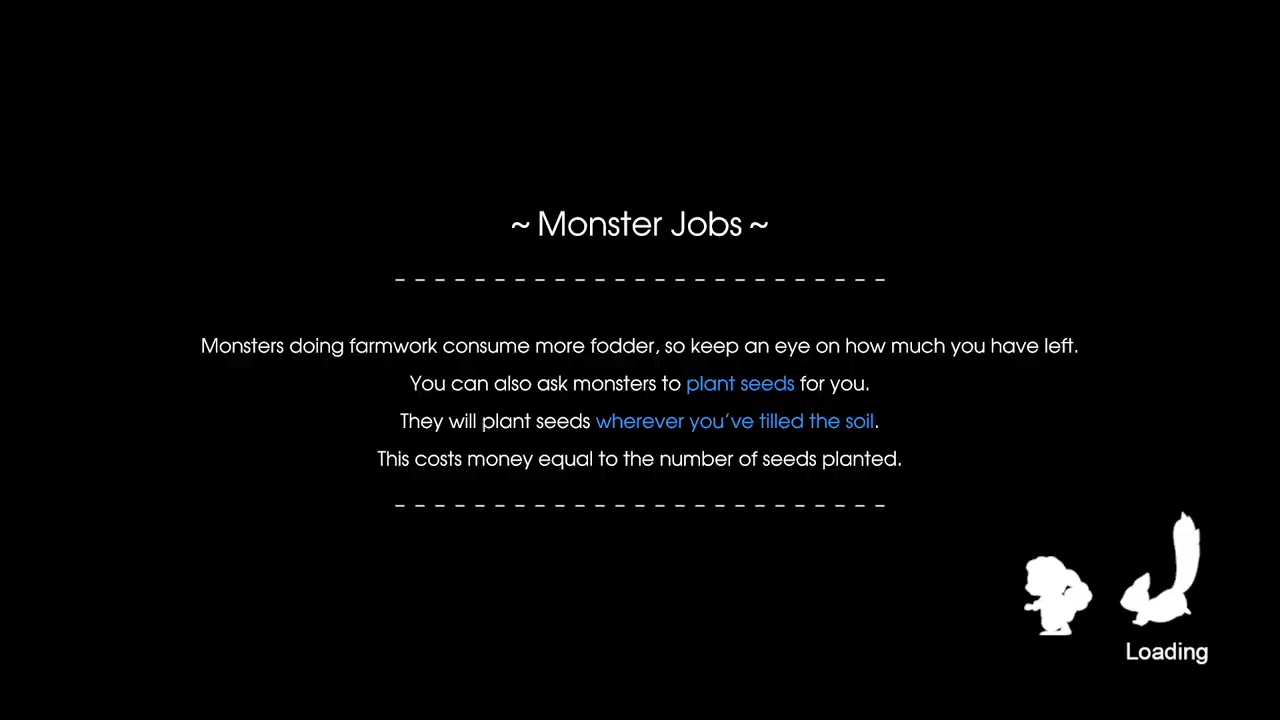 ~ Monster Jobs ~
Monsters doing farmwork consume more fodder, so keep an eye on how much you have left.
You can also ask monsters to plant seeds for you.
They will plant seeds wherever you've tilled the soil.
This costs money equal to the number of seeds planted.
Loading